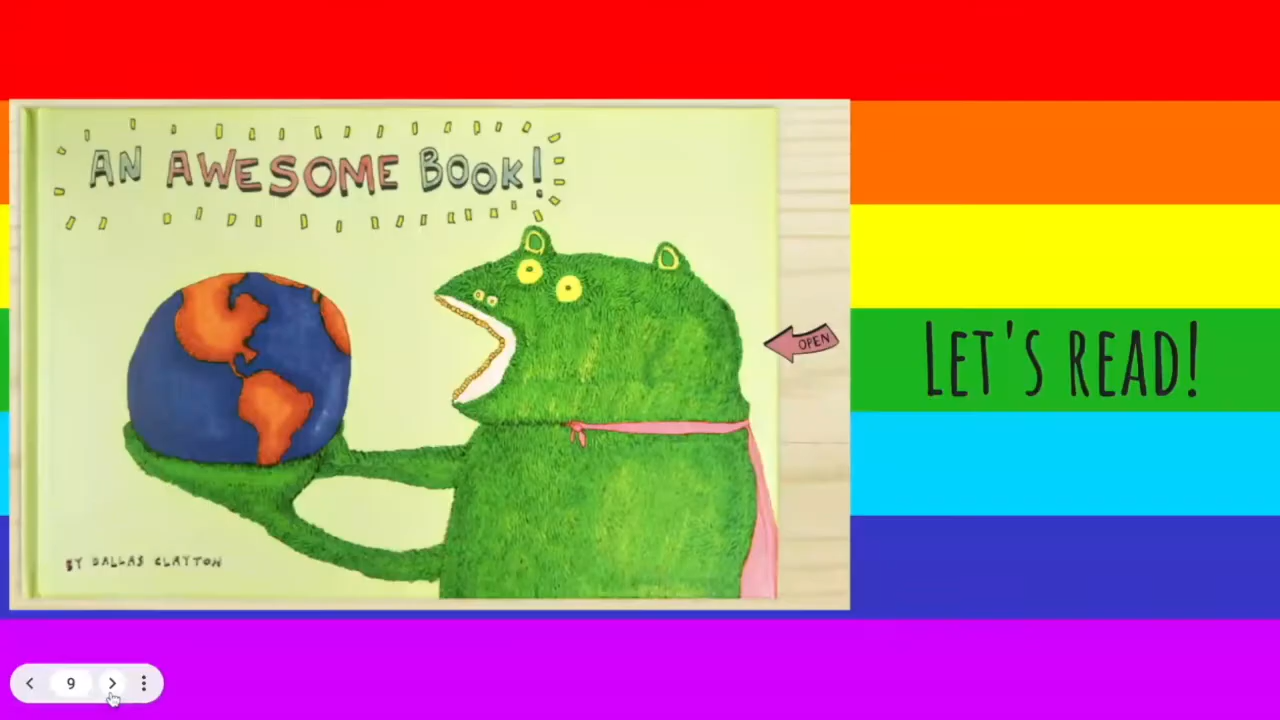 AN AWESOME BOOK!
OPEN
LET'S READ!
BY DALLAS CLAYTON
9